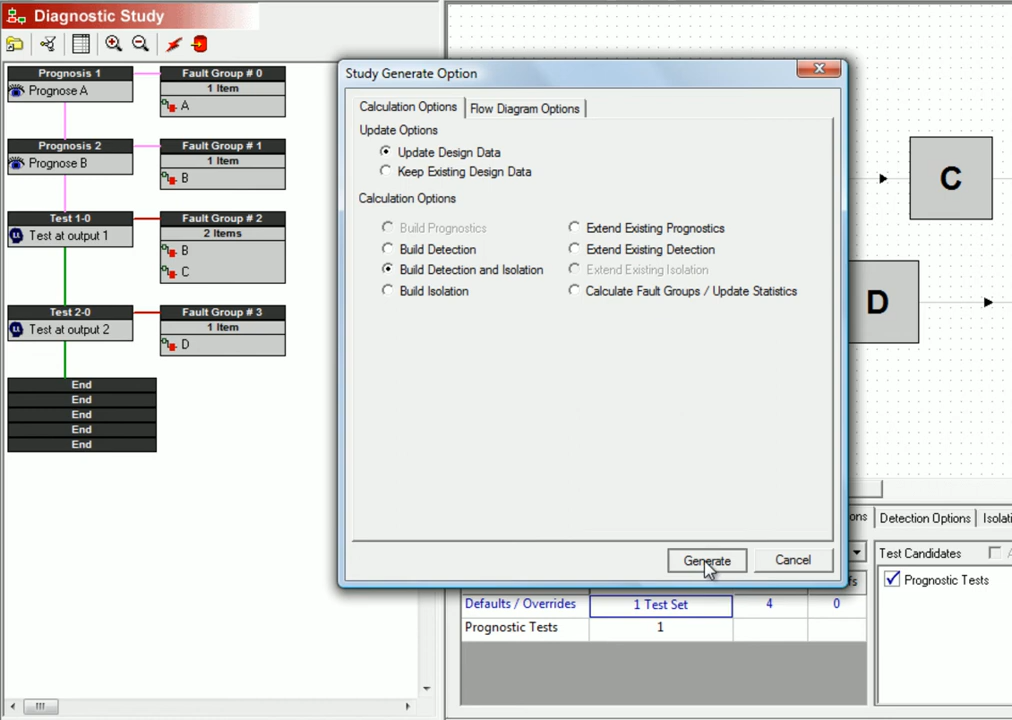 Diagnostic Study
Prognosis 1
Prognose A
Fault Group # 0
1 Item
A
Prognosis 2
Prognose B
Fault Group # 1
1 Item
B
Test 1-0
Test at output 1
Fault Group # 2
2 Items
B
C
Test 2-0
Test at output 2
Fault Group # 3
1 Item
D
End
End
End
End
End
Study Generate Option
Calculation Options
Flow Diagram Options
Update Options
Update Design Data
Keep Existing Design Data
Calculation Options
Build Prognostics
Extend Existing Prognostics
Build Detection
Extend Existing Detection
Build Detection and Isolation
Extend Existing Isolation
Build Isolation
Calculate Fault Groups / Update Statistics
Generate
Cancel
C
D
Detection Options
Test Candidates
Prognostic Tests
Defaults / Overrides 1 Test Set 4 0
Prognostic Tests 1